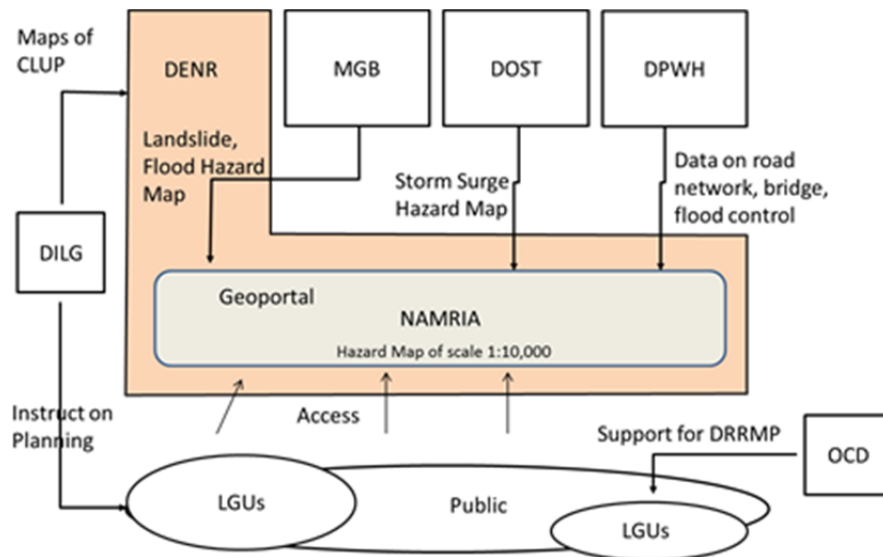 Maps of
CLUP
DENR
MGB
DOST
DPWH
Landslide,
Flood Hazard
Map
Storm Surge
Hazard Map
Data on road
network, bridge,
flood control
DILG
Geoportal
NAMRIA
Hazard Map of scale 1:10,000
Instruct on
Planning
Access
Support for DRRMP
OCD
LGUs
Public
LGUs